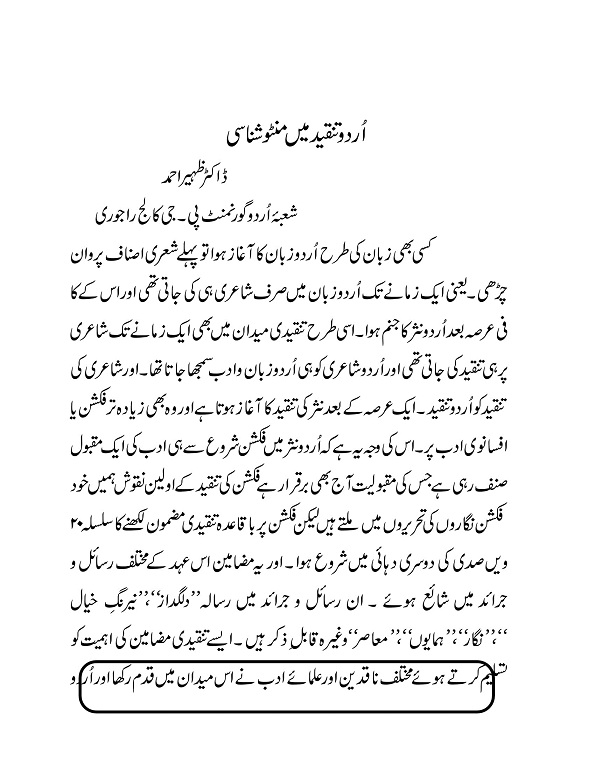 اُردو تنقید میں منٹو شناسی
ڈاکٹر ظہیر احمد
شعبۂ اُردو گورنمنٹ پی۔ جی کالج راجوری
کسی بھی زبان کی طرح اُردو زبان کا آغاز ہوا تو پہلے شعری اصناف پروان
چڑھی۔ یعنی ایک زمانے تک اُردو زبان میں صرف شاعری ہی کی جاتی تھی اور اس کے کا
فی عرصہ بعد اُردو نثر کا جنم ہوا۔ اسی طرح تنقیدی میدان میں بھی ایک زمانے تک شاعری
پر ہی تنقید کی جاتی تھی اور اُردو شاعری کو ہی اُردو زبان و ادب سمجھا جاتا تھا۔ اور شاعری کی
تنقید کو اُردو تنقید۔ ایک عرصہ کے بعد نثر کی تنقید کا آغاز ہوتا ہے اور وہ بھی زیادہ تر فکشن یا
افسانوی ادب پر۔ اس کی وجہ یہ ہے کہ اُردو نثر میں فکشن شروع سے ہی ادب کی ایک مقبول
صنف رہی ہے جس کی مقبولیت آج بھی برقرار ہے فکشن کی تنقید کے اولین نقوش ہمیں خود
فکشن نگاروں کی تحریروں میں ملتے ہیں لیکن فکشن پر باقاعدہ تنقیدی مضمون لکھنے کا سلسلہ ۲۰
ویں صدی کی دوسری دہائی میں شروع ہوا۔ اور یہ مضامین اس عہد کے مختلف رسائل و
جرائد میں شائع ہوئے ۔ ان رسائل و جرائد میں رسالہ ’’دلگداز‘‘، ’’نیرنگِ خیال
‘‘، ’’نگار‘‘، ’’ہمایوں‘‘، ’’معاصر‘‘ وغیرہ قابلِ ذکر ہیں ۔ ایسے تنقیدی مضامین کی اہمیت کو
تسلیم کرتے ہوئے مختلف ناقدین اور علمائے ادب نے اس میدان میں قدم رکھا اور اُردو